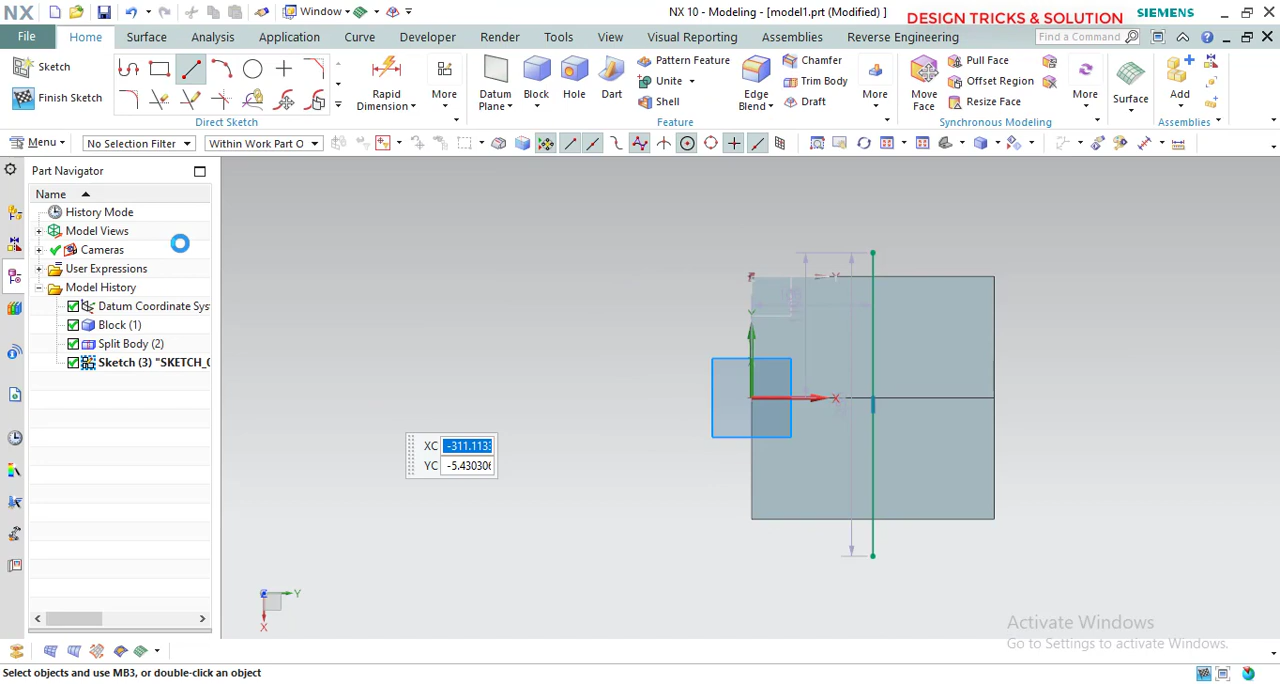 NX
Window
NX 10 - Modeling - [model1.prt (Modified) ]
DESIGN TRICKS & SOLUTION
SIEMENS
File
Home
Surface
Analysis
Application
Curve
Developer
Render
Tools
View
Visual Reporting
Assemblies
Reverse Engineering
Find a Command
Sketch
Finish Sketch
Rapid
Dimension
More
Direct Sketch
Datum
Plane
Block
Hole
Dart
Pattern Feature
Unite
Shell
Edge
Blend
Chamfer
Trim Body
Draft
More
Feature
Move
Face
Pull Face
Offset Region
Resize Face
More
Synchronous Modeling
Surface
Add
Assemblies
Menu
No Selection Filter
Within Work Part O
Part Navigator
Name
History Mode
Model Views
Cameras
User Expressions
Model History
Datum Coordinate Sys
Block (1)
Split Body (2)
Sketch (3) "SKETCH_0
Y
X
XC -311.1133
YC -5.430306
Z
Y
X
Activate Windows
Go to Settings to activate Windows.
Select objects and use MB3, or double-click an object